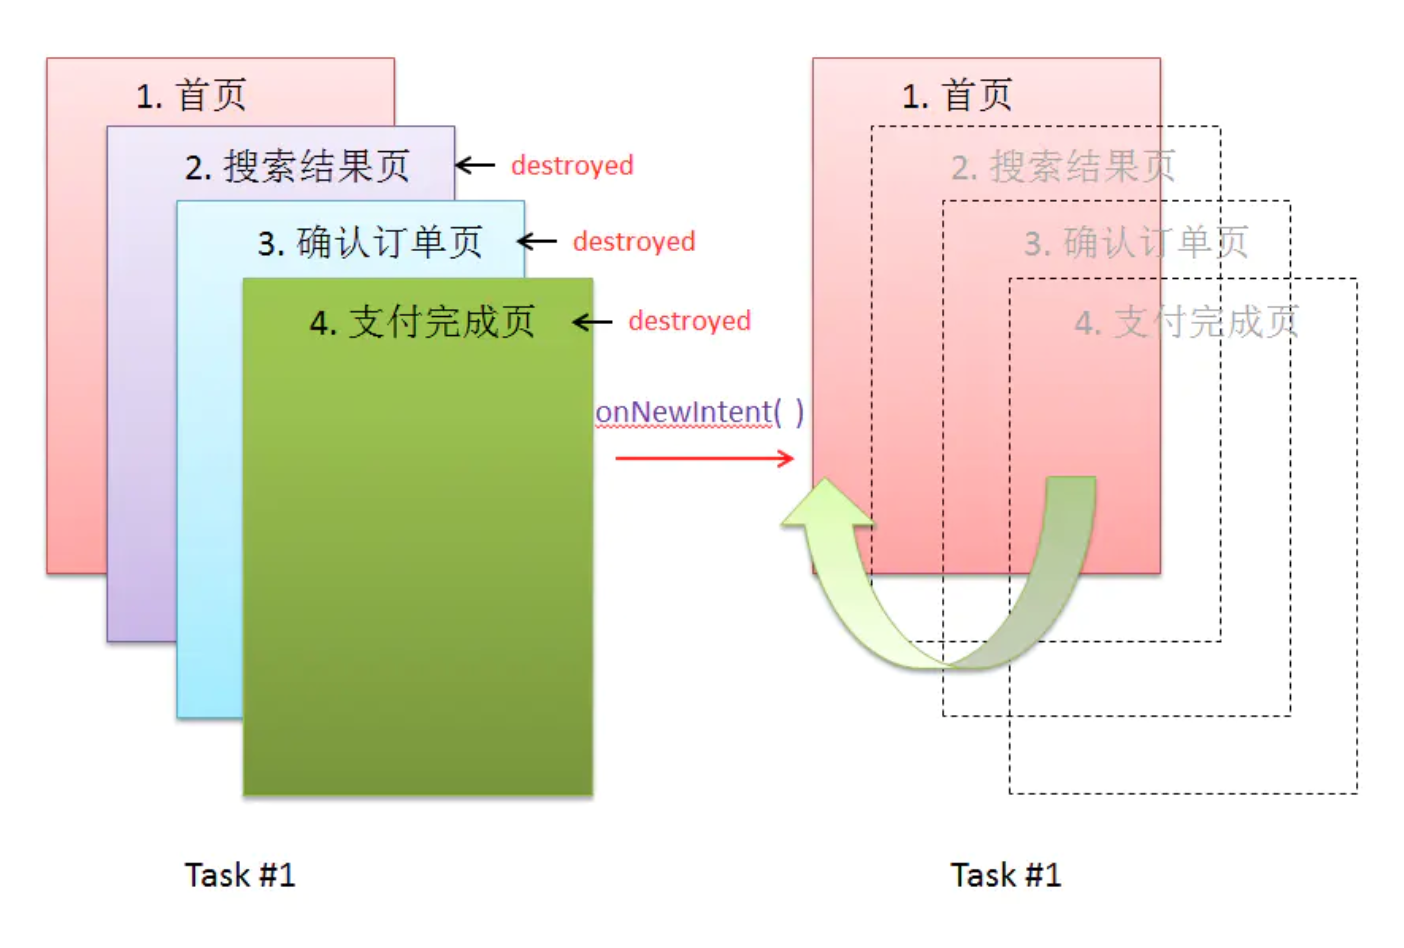 1. 首页
2. 搜索结果页
destroyed
3. 确认订单页
destroyed
4. 支付完成页
destroyed
onNewIntent( )
Task #1
1. 首页
2. 搜索结果页
3. 确认订单页
4. 支付完成页
Task #1